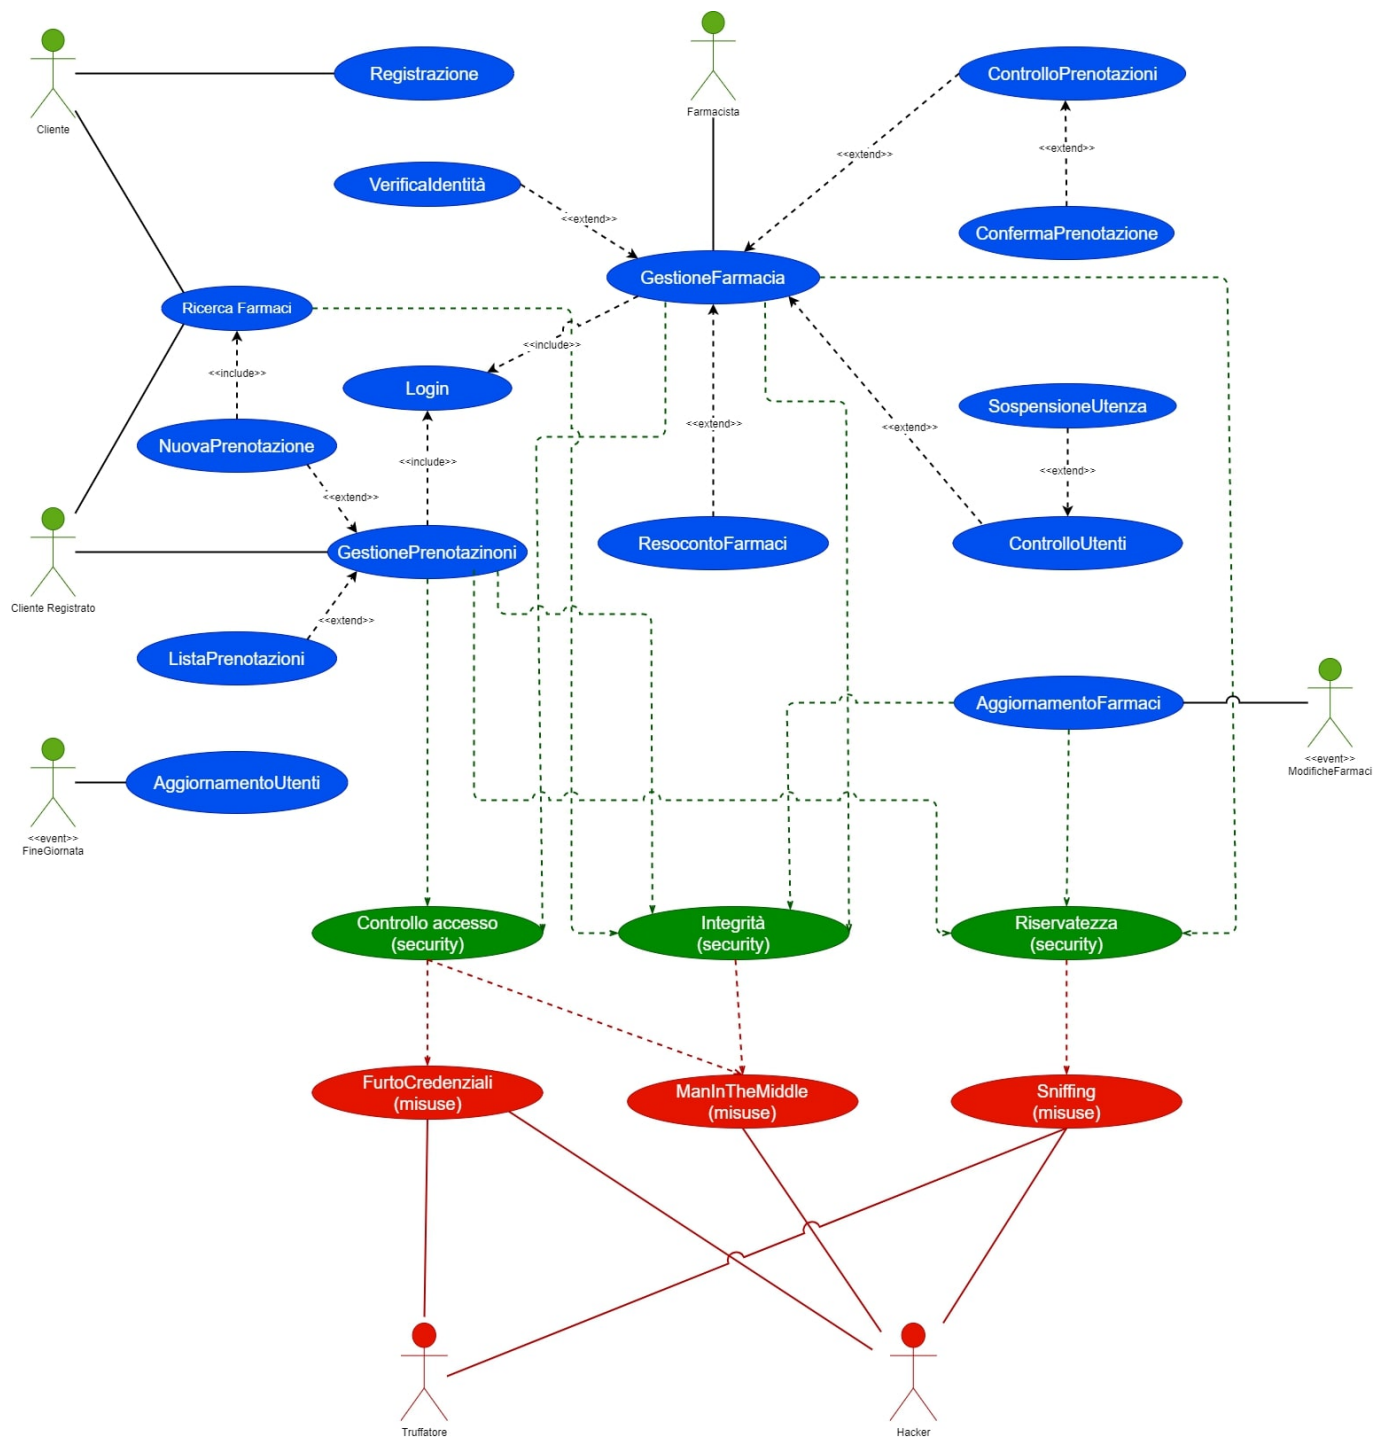 Registrazione
ControlloPrenotazioni
Cliente
Farmacista
<<extend>>
<<extend>>
VerificaIdentità
<<extend>>
ConfermaPrenotazione
GestioneFarmacia
Ricerca Farmaci
<<include>>
<<include>>
Login
SospensioneUtenza
<<extend>>
<<extend>>
NuovaPrenotazione
<<include>>
<<extend>>
<<extend>>
GestionePrenotazinoni
ResocontoFarmaci
ControlloUtenti
Cliente Registrato
<<extend>>
ListaPrenotazioni
AggiornamentoFarmaci
<<event>>
ModificheFarmaci
AggiornamentoUtenti
<<event>>
FineGiornata
Controllo accesso
(security)
Integrità
(security)
Riservatezza
(security)
FurtoCredenziali
(misuse)
ManInTheMiddle
(misuse)
Sniffing
(misuse)
Truffatore
Hacker